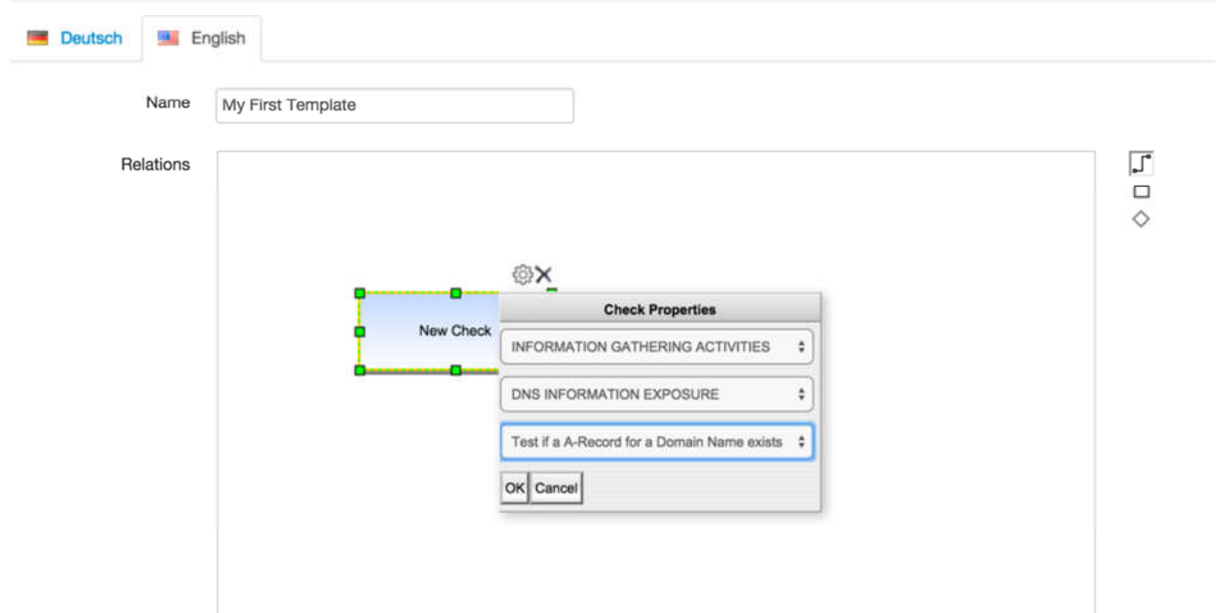 Deutsch
English
Name
My First Template
Relations
New Check
Check Properties
INFORMATION GATHERING ACTIVITIES
DNS INFORMATION EXPOSURE
Test if a A-Record for a Domain Name exists
OK Cancel